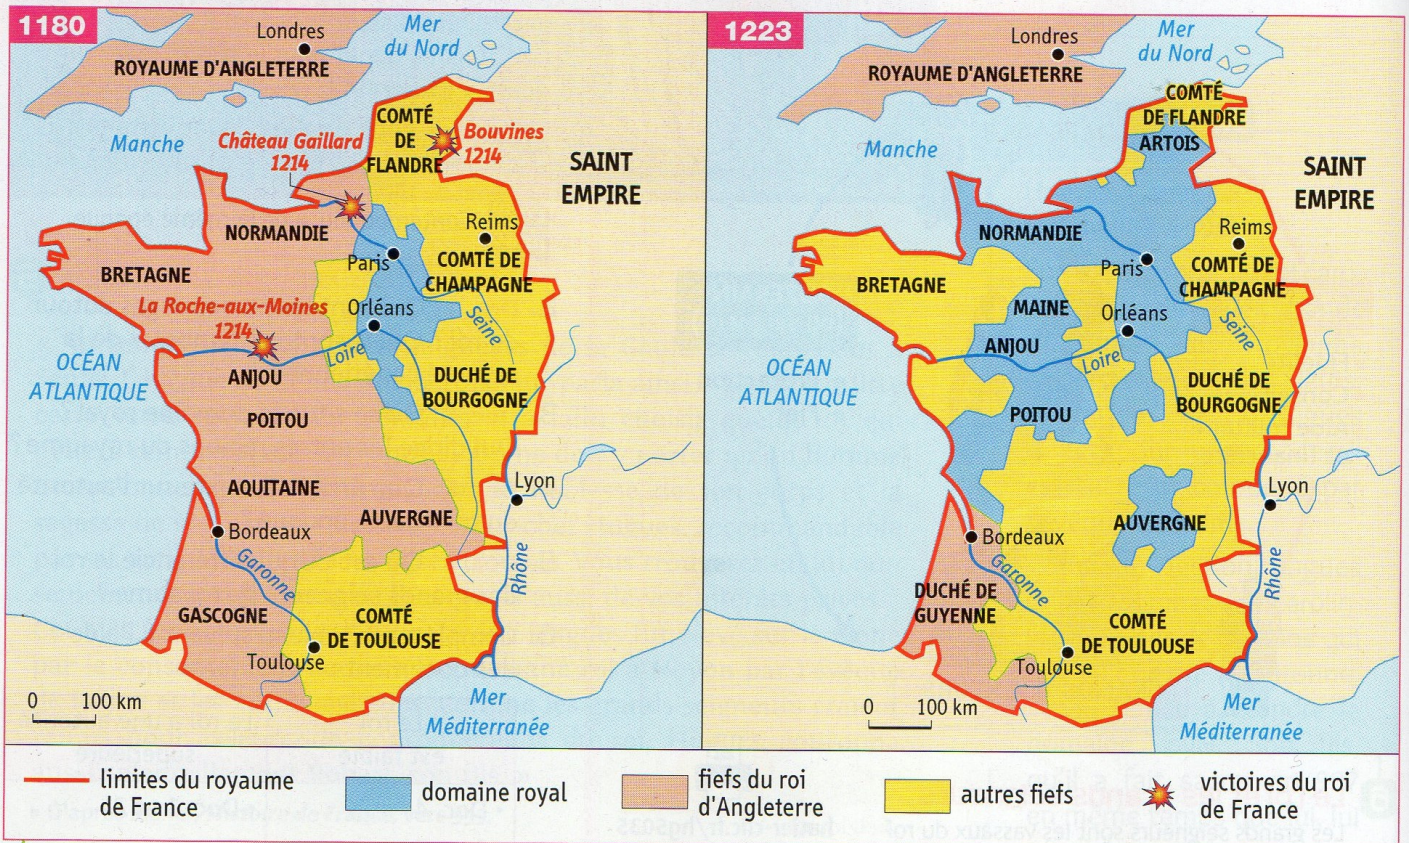 1180
Londres
ROYAUME D'ANGLETERRE
Mer
du Nord
Manche
COMTÉ
DE
FLANDRE
Château Gaillard
1214
Bouvines
1214
SAINT
EMPIRE
NORMANDIE
Reims
BRETAGNE
Paris
COMTÉ DE
CHAMPAGNE
La Roche-aux-Moines
1214
Orléans
Seine
Loire
OCÉAN
ATLANTIQUE
ANJOU
DUCHÉ DE
BOURGOGNE
POITOU
AQUITAINE
Lyon
AUVERGNE
Bordeaux
Garonne
Rhône
GASCOGNE
COMTÉ
DE TOULOUSE
Toulouse
0 100 km
Mer
Méditerranée
1223
Londres
ROYAUME D'ANGLETERRE
Mer
du Nord
Manche
COMTÉ
DE FLANDRE
ARTOIS
SAINT
EMPIRE
NORMANDIE
Reims
Paris
COMTÉ DE
CHAMPAGNE
BRETAGNE
MAINE
Orléans
Seine
ANJOU
Loire
OCÉAN
ATLANTIQUE
DUCHÉ DE
BOURGOGNE
POITOU
Lyon
AUVERGNE
Bordeaux
Garonne
Rhône
DUCHÉ DE
GUYENNE
COMTÉ
DE TOULOUSE
Toulouse
0 100 km
Mer
Méditerranée
limites du royaume
de France
domaine royal
fiefs du roi
d'Angleterre
autres fiefs
victoires du roi
de France